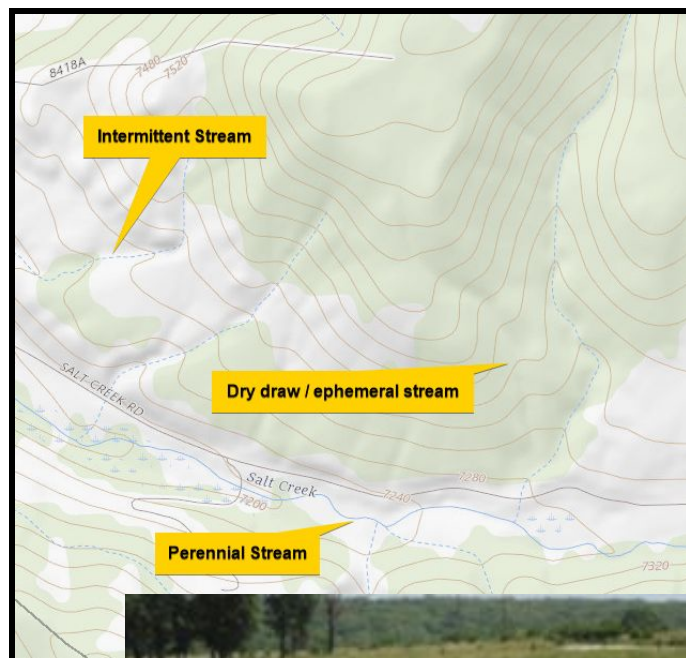 8418A
7480
7520
Intermittent Stream
SALT CREEK RD
Dry draw / ephemeral stream
Salt Creek
7280
7240
7200
Perennial Stream
7320